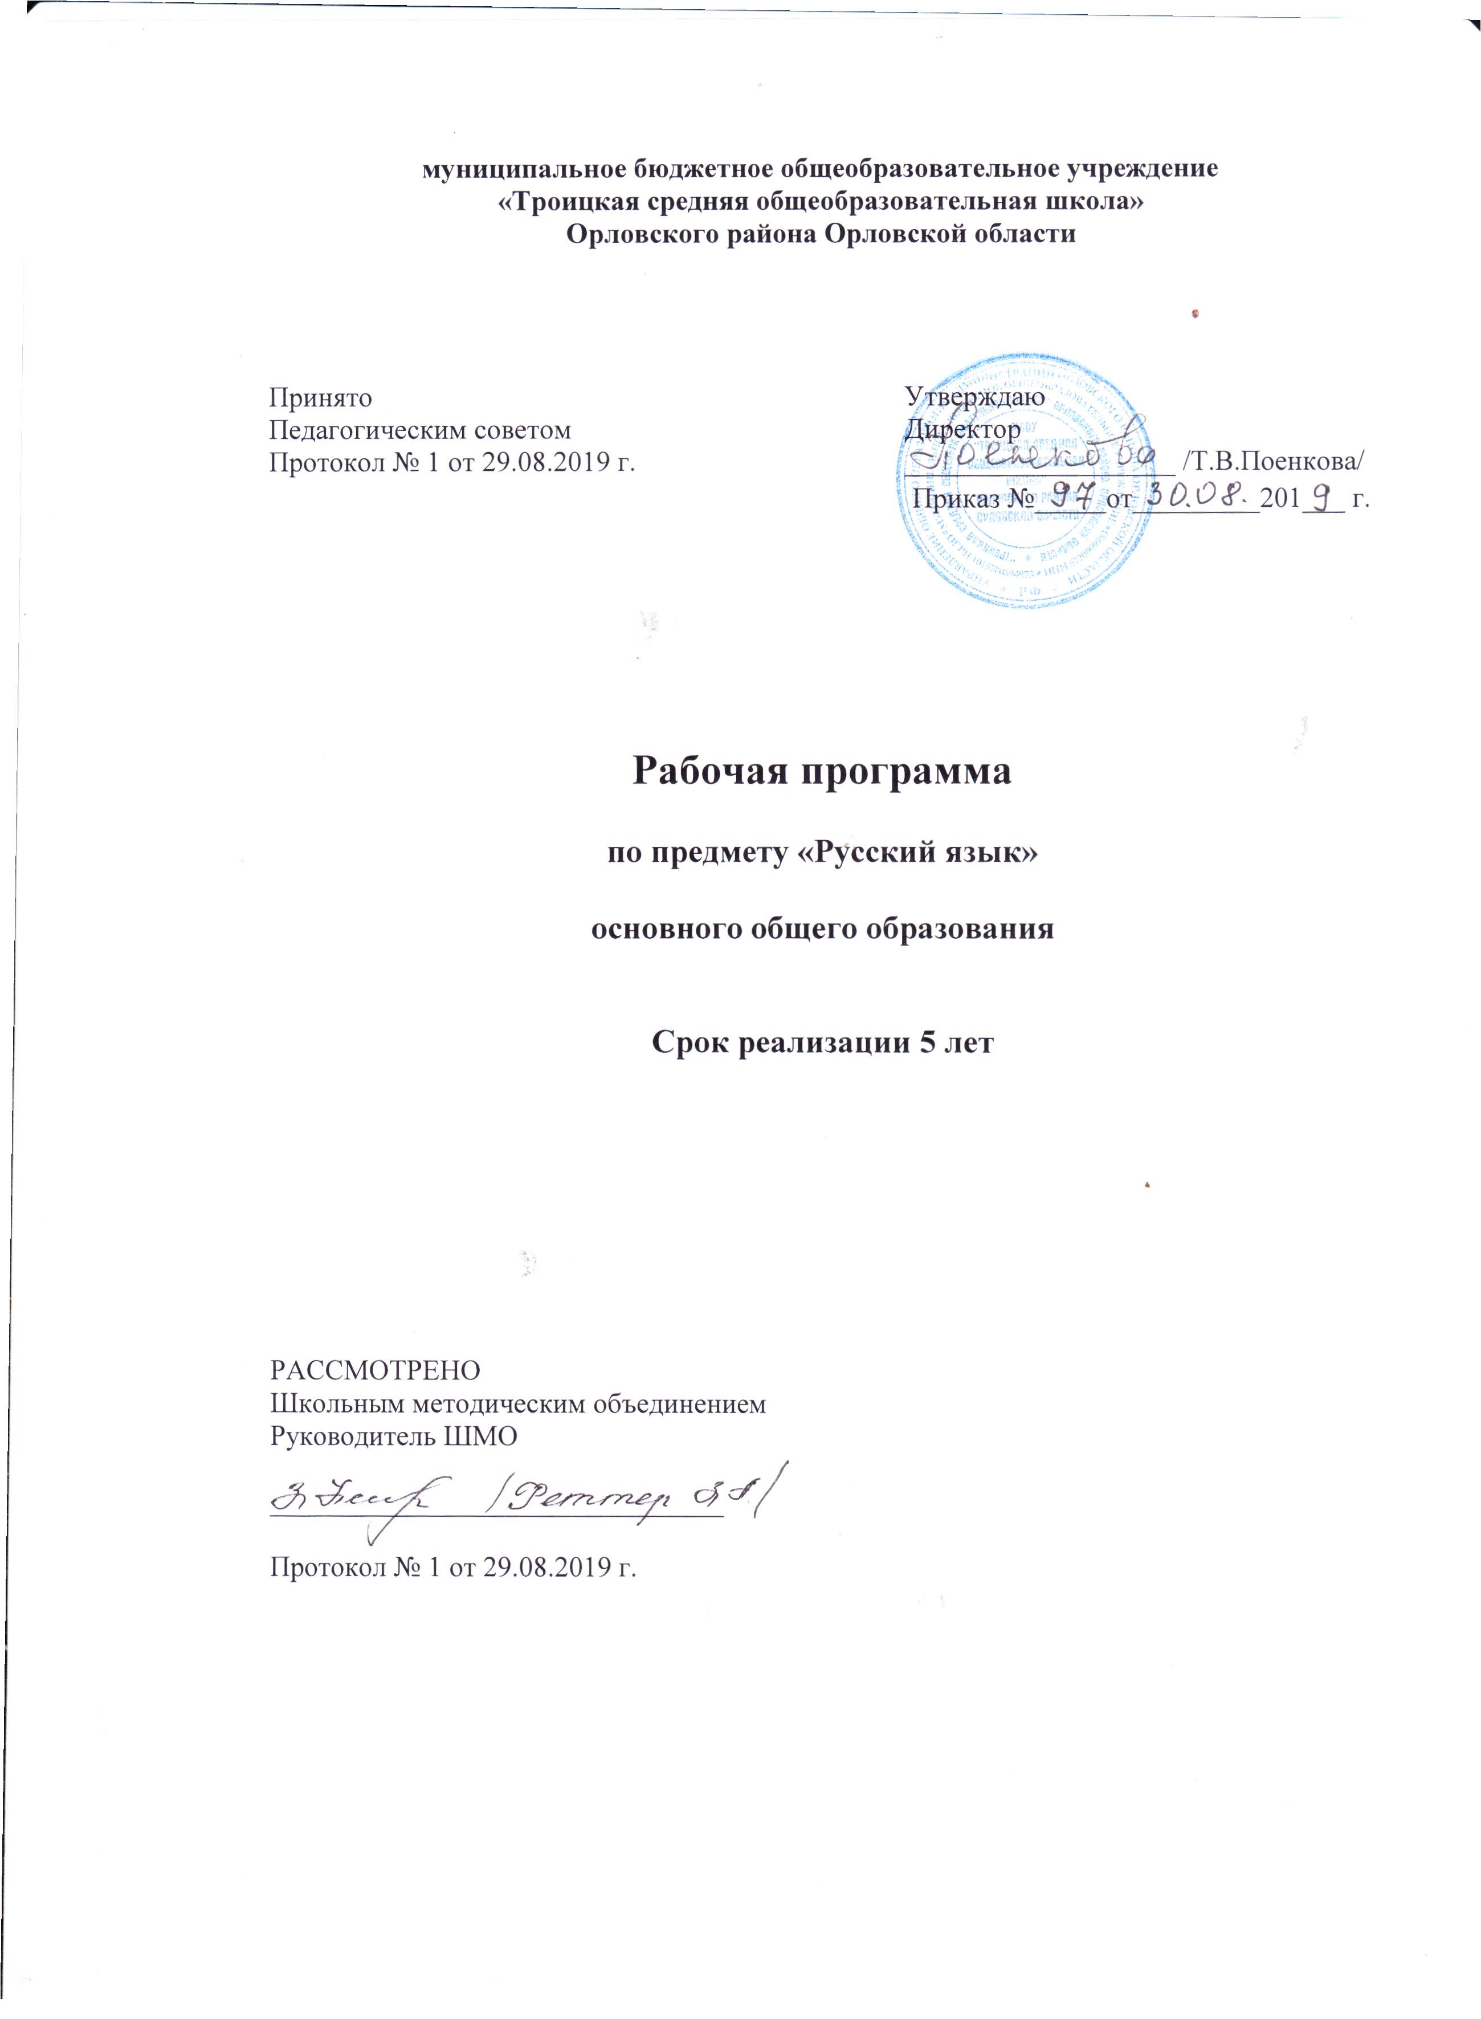 муниципальное бюджетное общеобразовательное учреждение
«Троицкая средняя общеобразовательная школа»
Орловского района Орловской области
Принято
Педагогическим советом
Протокол № 1 от 29.08.2019 г.
Утверждаю
Директор
Поенкова /Т.В.Поенкова/
Приказ № 97 от 30.08. 2019 г.
Рабочая программа
по предмету «Русский язык»
основного общего образования
Срок реализации 5 лет
РАССМОТРЕНО
Школьным методическим объединением
Руководитель ШМО
/Реттер
Протокол № 1 от 29.08.2019 г.